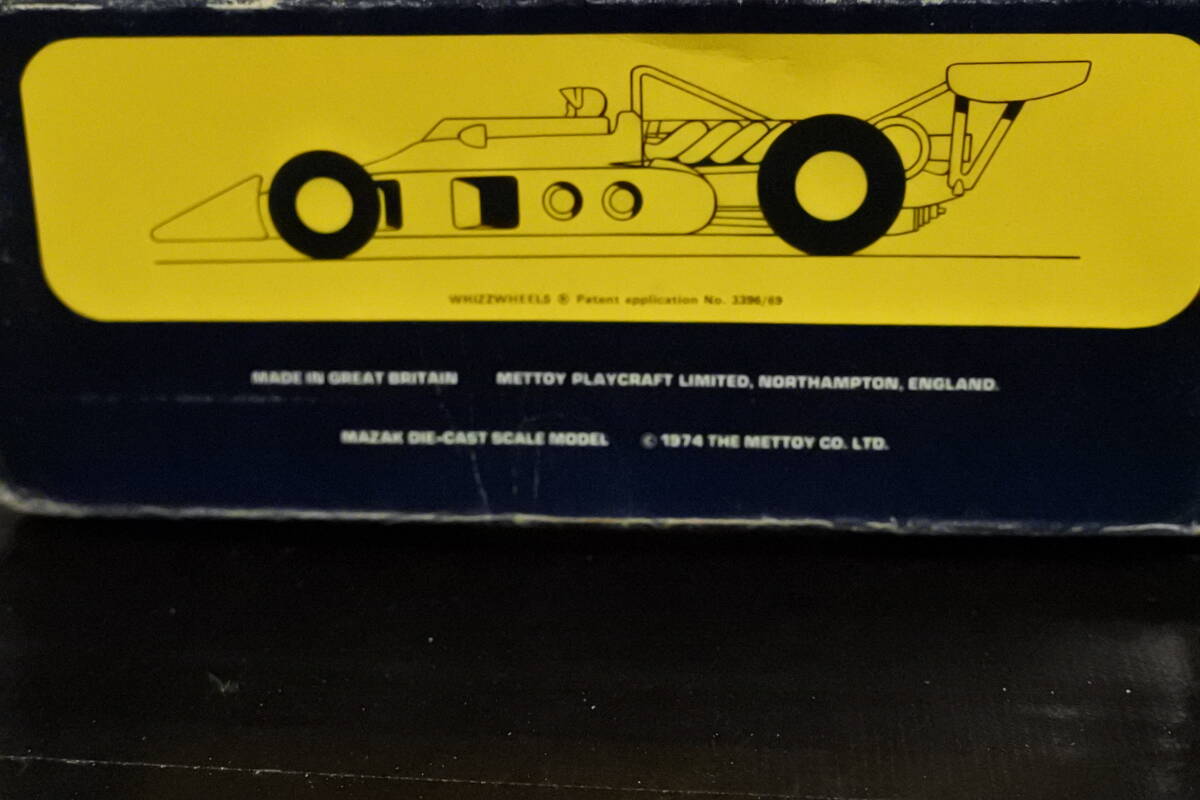 WHIZZWHEELS ® Patent application No. 3396/69
MADE IN GREAT BRITAIN METTOY PLAYCRAFT LIMITED, NORTHAMPTON, ENGLAND.
MAZAK DIE-CAST SCALE MODEL © 1974 THE METTOY CO. LTD.